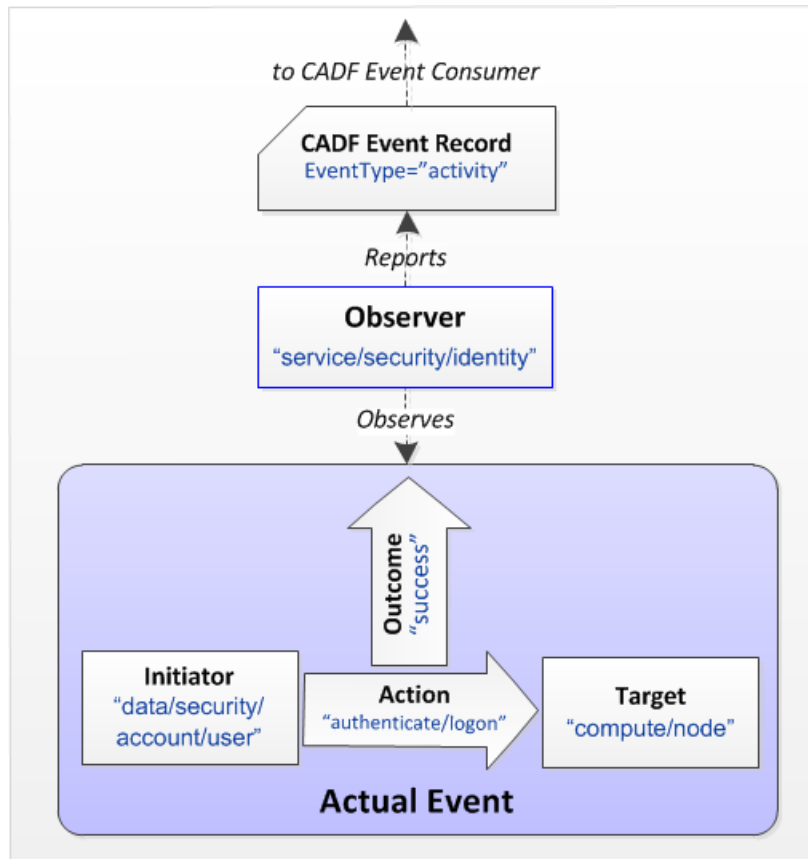 to CADF Event Consumer
CADF Event Record
EventType=”activity”
Reports
Observer
“service/security/identity”
Observes
Outcome
“success”
Initiator
“data/security/
account/user”
Action
“authenticate/logon”
Target
“compute/node”
Actual Event